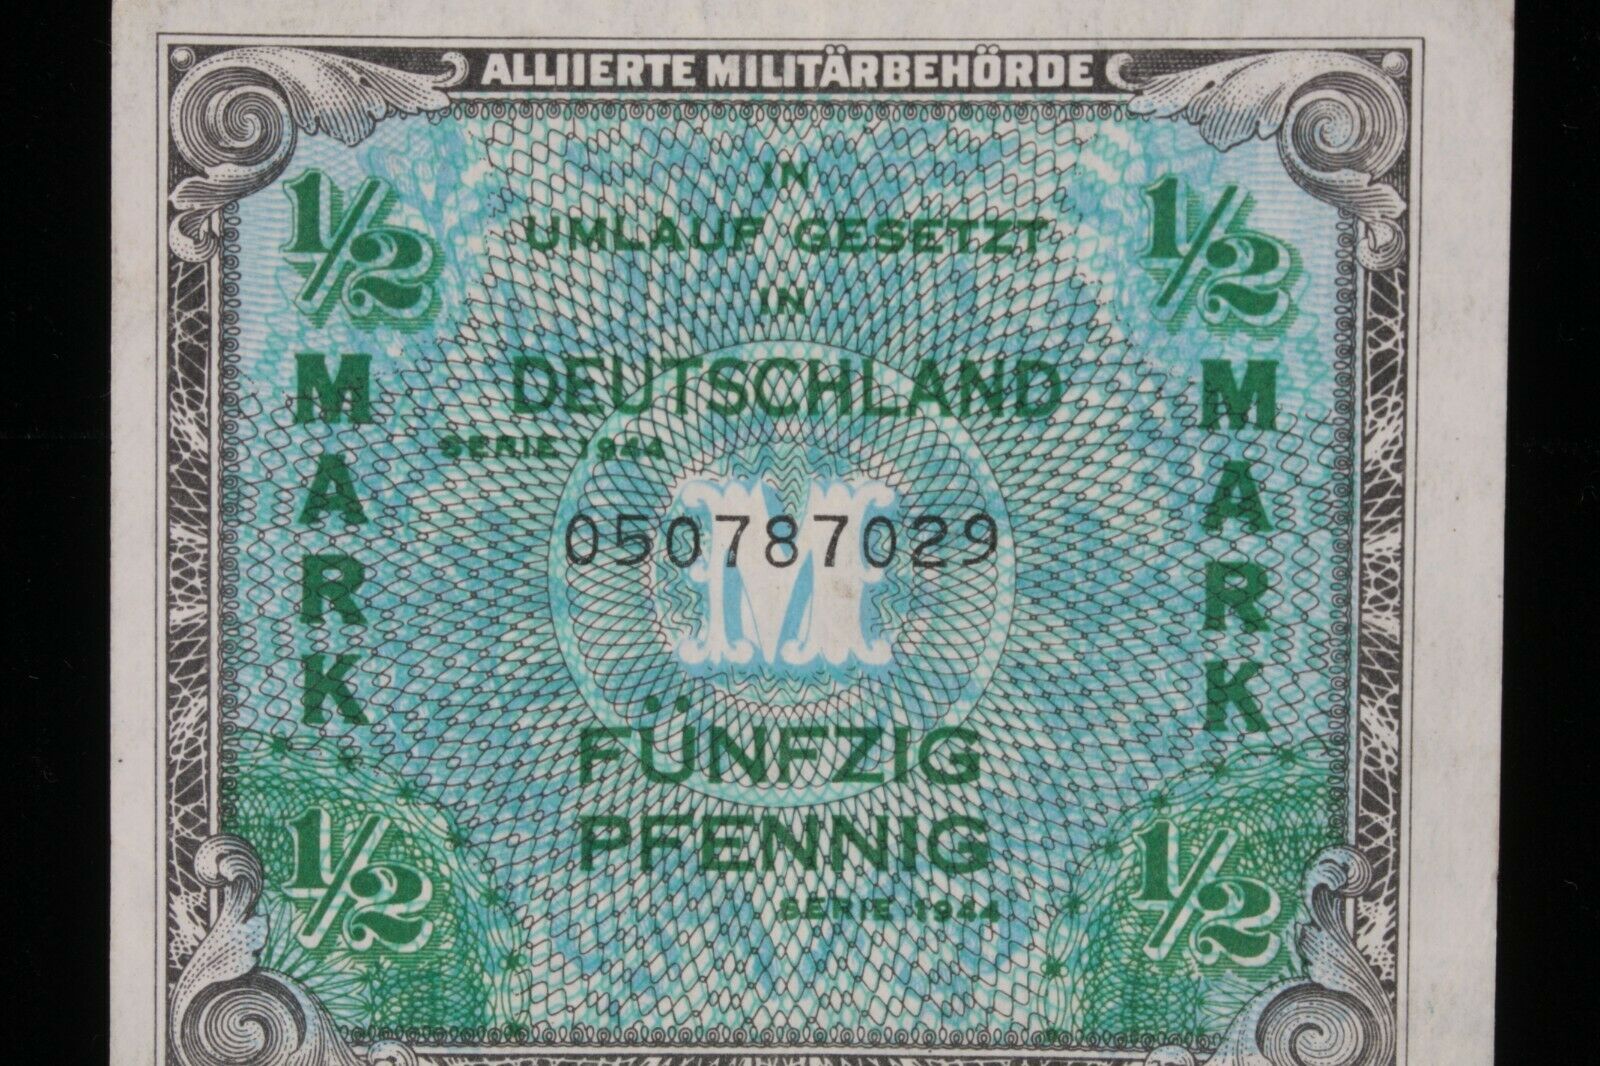 ALLIIERTE MILITÄRBEHÖRDE
1/2 1/2
IN
UMLAUF GESETZT
IN
DEUTSCHLAND
MARK MARK
SERIE 1944
M
050787029
FÜNFZIG
PFENNIG
1/2 1/2
SERIE 1944